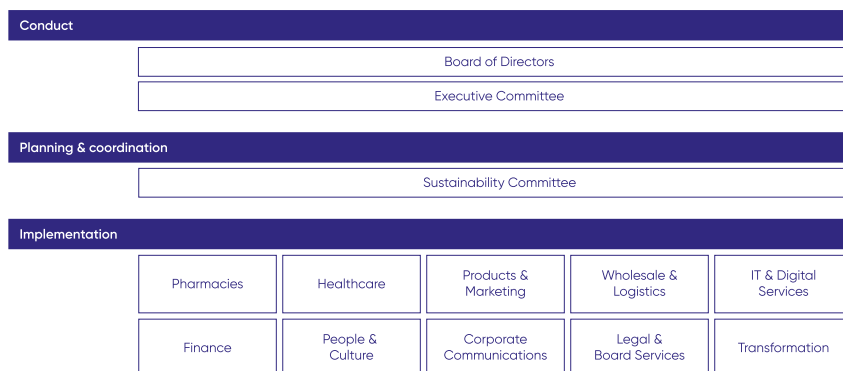 Conduct
Board of Directors
Executive Committee
Planning & coordination
Sustainability Committee
Implementation
Pharmacies
Healthcare
Products &
Marketing
Wholesale &
Logistics
IT & Digital
Services
Finance
People &
Culture
Corporate
Communications
Legal &
Board Services
Transformation